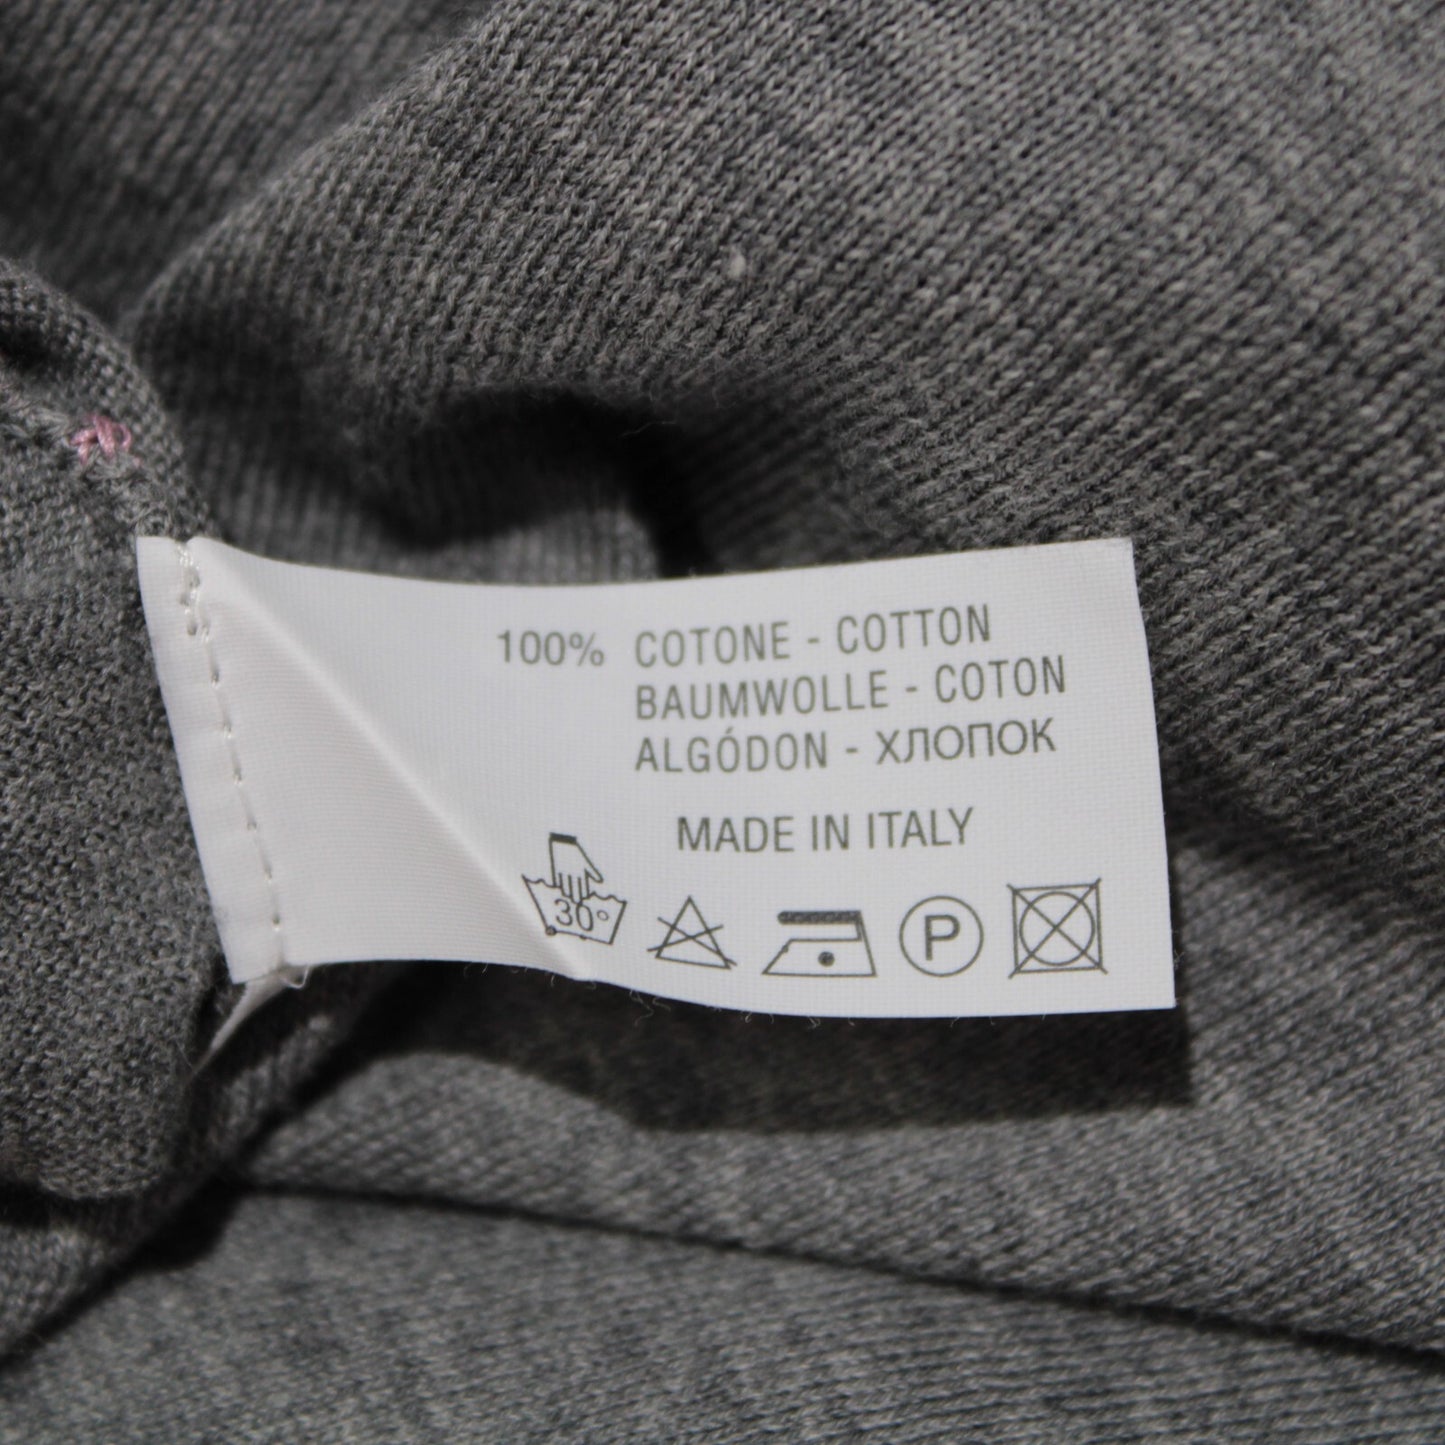 100% COTONE - COTTON
BAUMWOLLE - COTON
ALGÓDON - ХЛОПОК
MADE IN ITALY
30° P